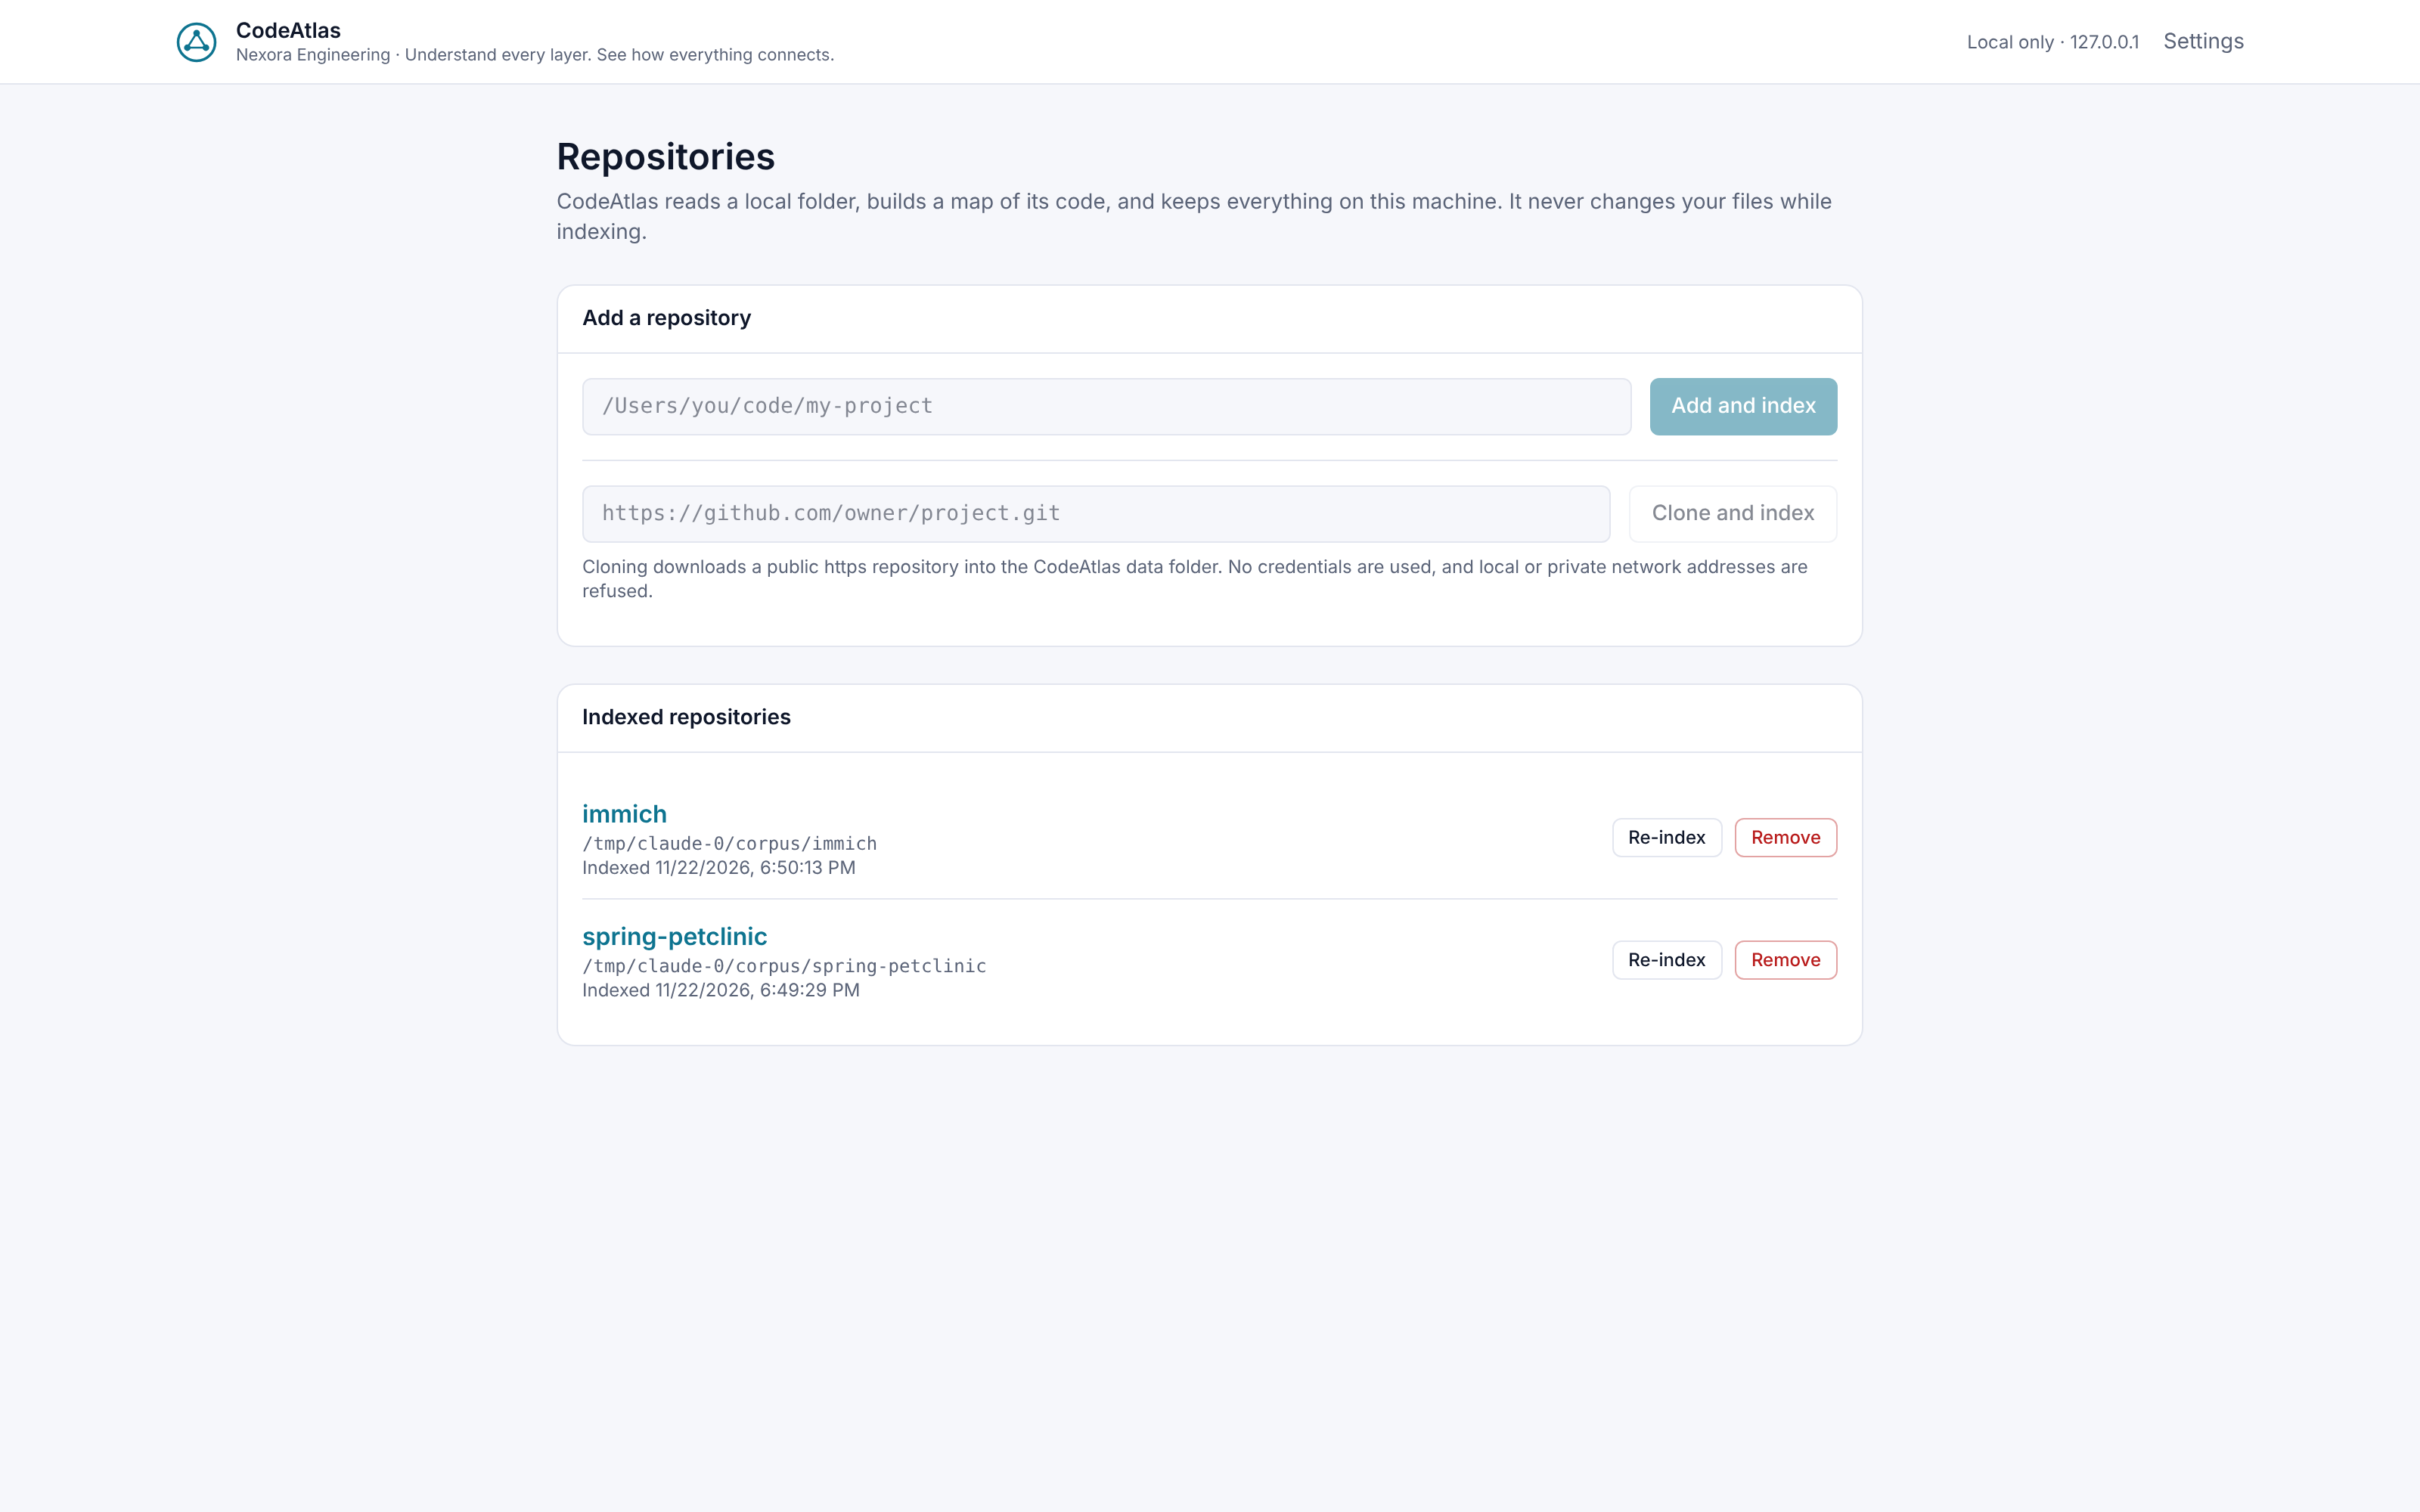 CodeAtlas
Nexora Engineering · Understand every layer. See how everything connects.
Local only · 127.0.0.1
Settings
Repositories
CodeAtlas reads a local folder, builds a map of its code, and keeps everything on this machine. It never changes your files while
indexing.
Add a repository
/Users/you/code/my-project
Add and index
https://github.com/owner/project.git
Clone and index
Cloning downloads a public https repository into the CodeAtlas data folder. No credentials are used, and local or private network addresses are
refused.
Indexed repositories
immich
/tmp/claude-0/corpus/immich
Indexed 11/22/2026, 6:50:13 PM
Re-index
Remove
spring-petclinic
/tmp/claude-0/corpus/spring-petclinic
Indexed 11/22/2026, 6:49:29 PM
Re-index
Remove